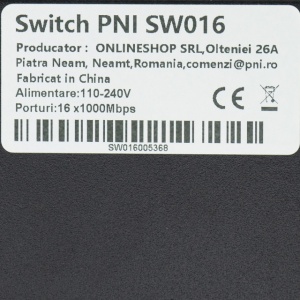 Switch PNI SW016
Producator : ONLINESHOP SRL,Olteniei 26A
Piatra Neam, Neamt,Romania,comenzi@pni.ro
Fabricat in China
Alimentare:110-240V
Porturi:16 x1000Mbps
CE
SW016005368